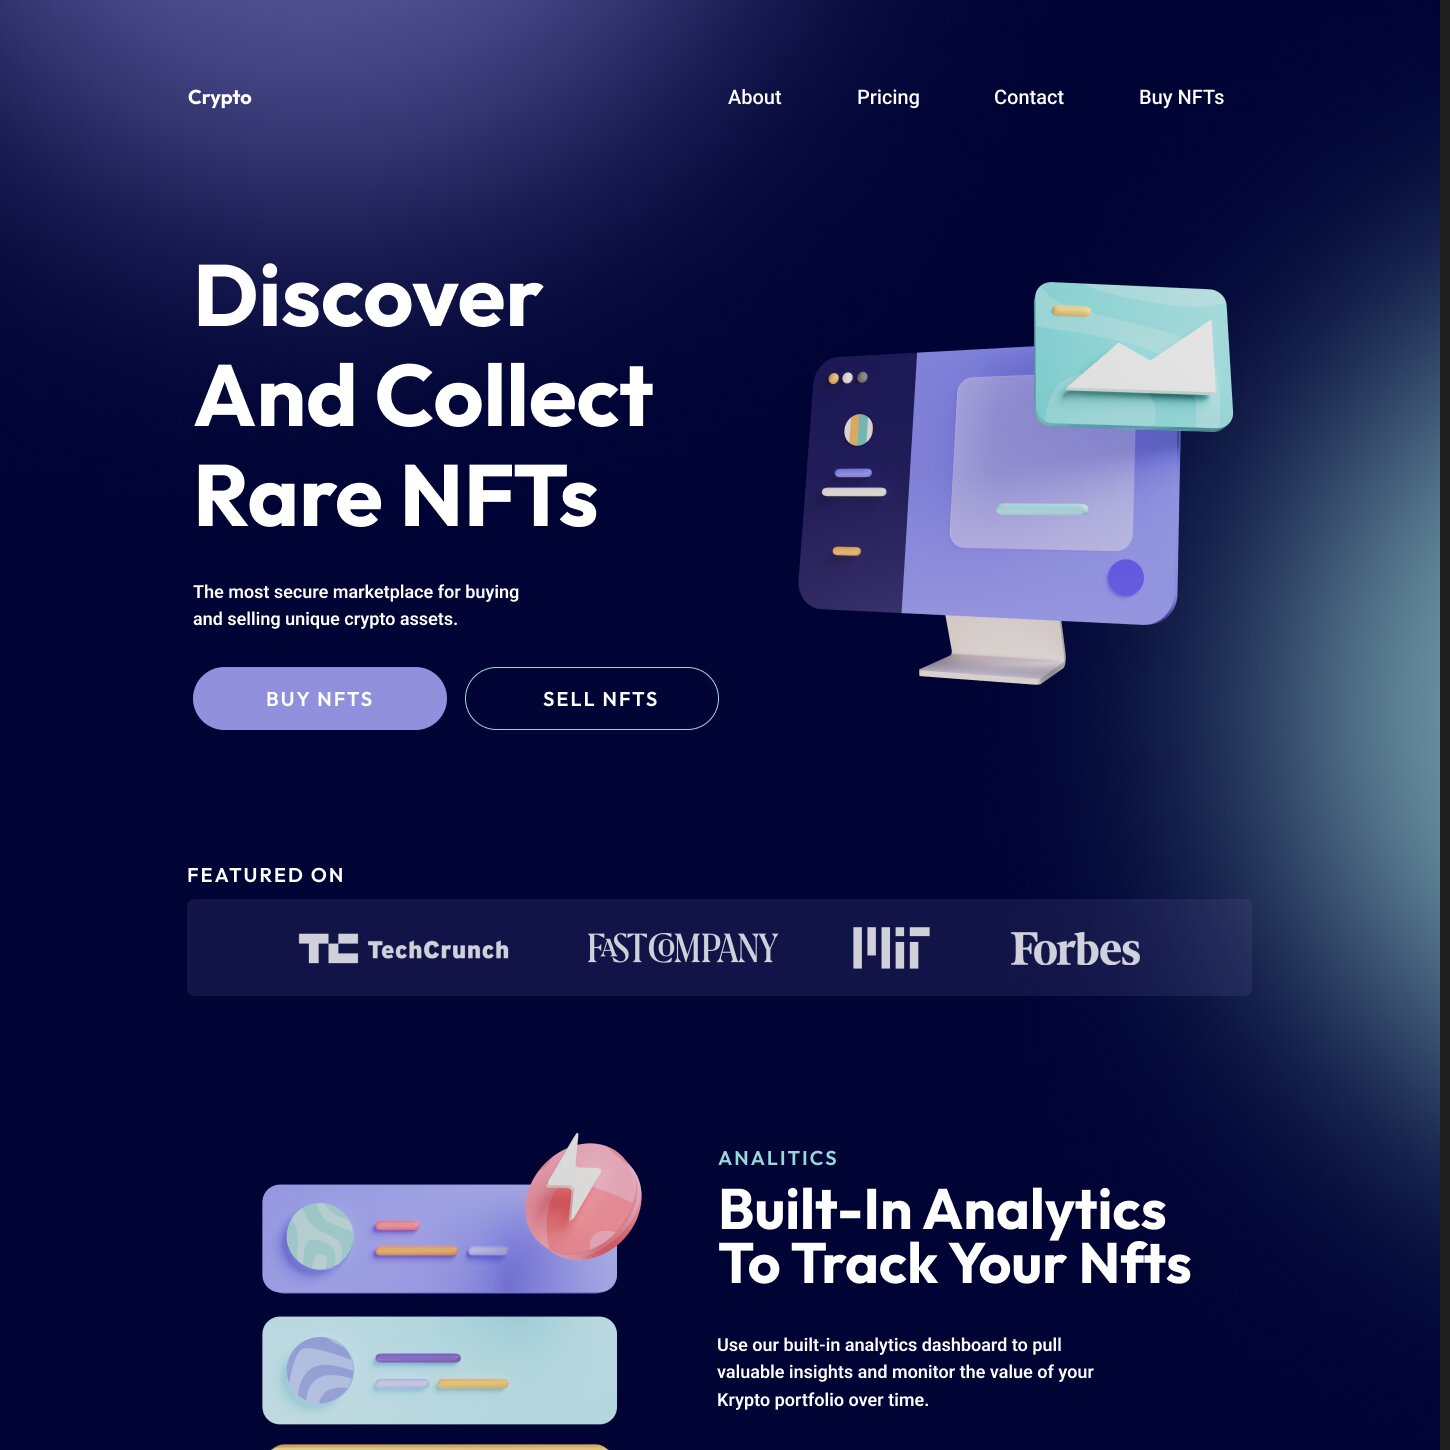 Crypto
About Pricing Contact Buy NFTs
Discover
And Collect
Rare NFTs
The most secure marketplace for buying
and selling unique crypto assets.
BUY NFTS SELL NFTS
FEATURED ON
TC TechCrunch FAST COMPANY MIT Forbes
ANALITICS
Built-In Analytics
To Track Your Nfts
Use our built-in analytics dashboard to pull
valuable insights and monitor the value of your
Krypto portfolio over time.